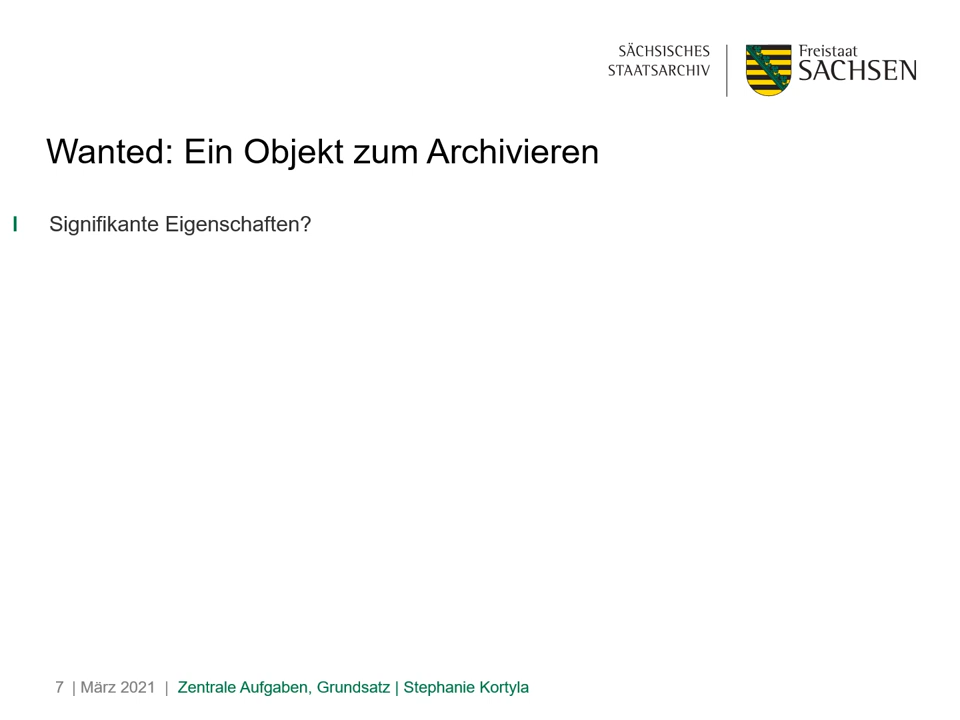 SÄCHSISCHES
STAATSARCHIV
Freistaat
SACHSEN
Wanted: Ein Objekt zum Archivieren
I Signifikante Eigenschaften?
7 | März 2021 | Zentrale Aufgaben, Grundsatz | Stephanie Kortyla